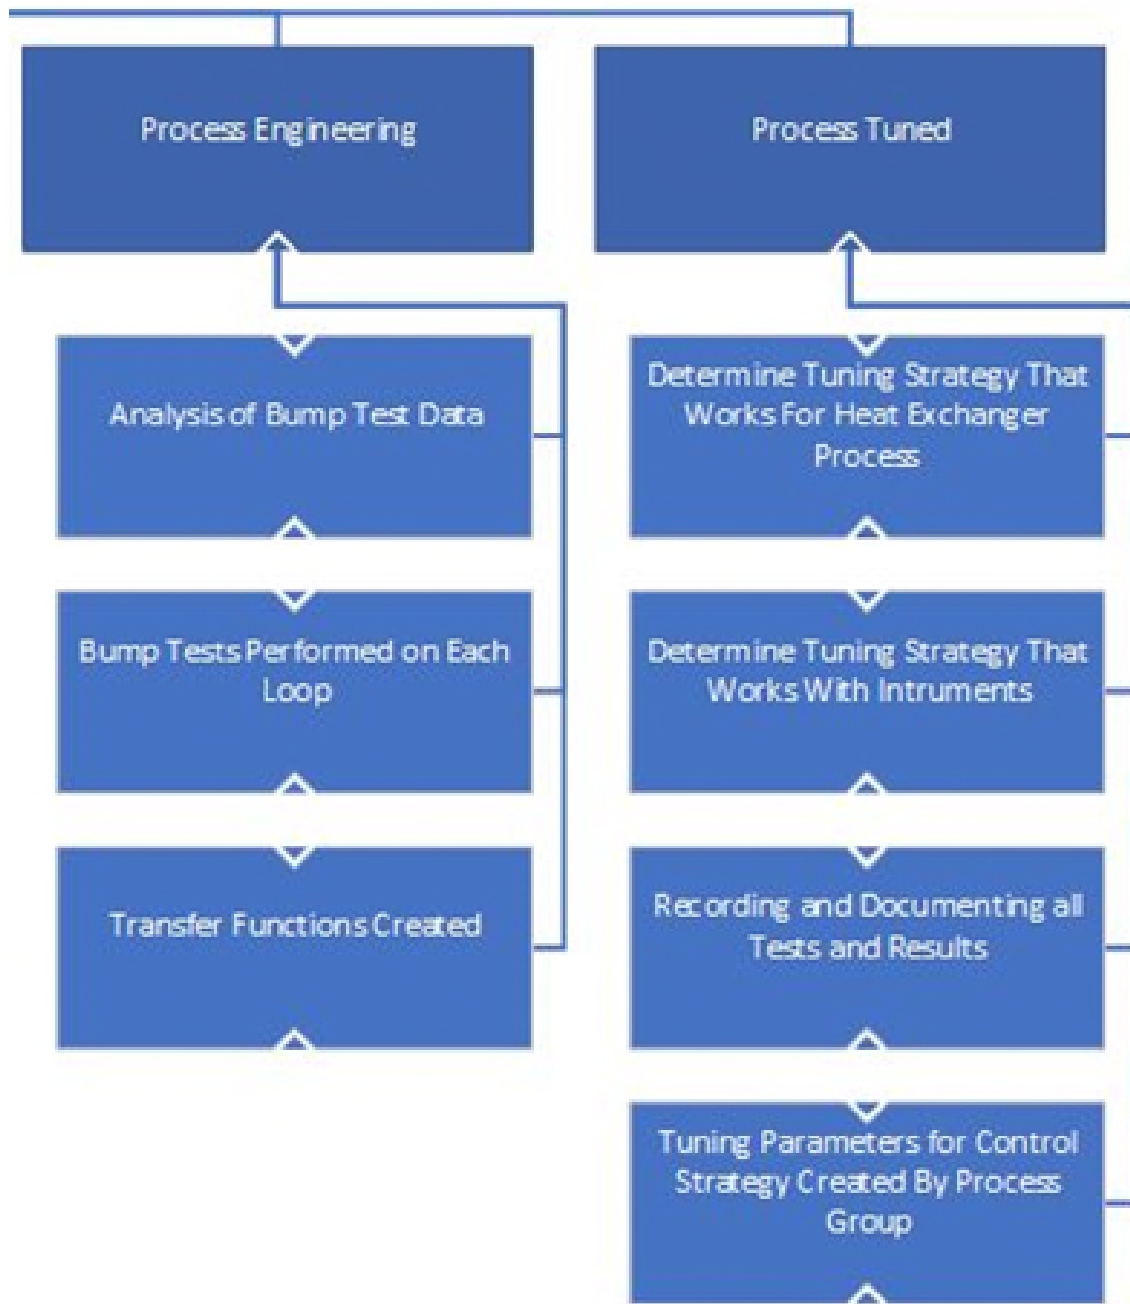 Process Engineering
Process Tuned
Analysis of Bump Test Data
Determine Tuning Strategy That
Works For Heat Exchanger
Process
Bump Tests Performed on Each
Loop
Determine Tuning Strategy That
Works With Intruments
Transfer Functions Created
Recording and Documenting all
Tests and Results
Tuning Parameters for Control
Strategy Created By Process
Group